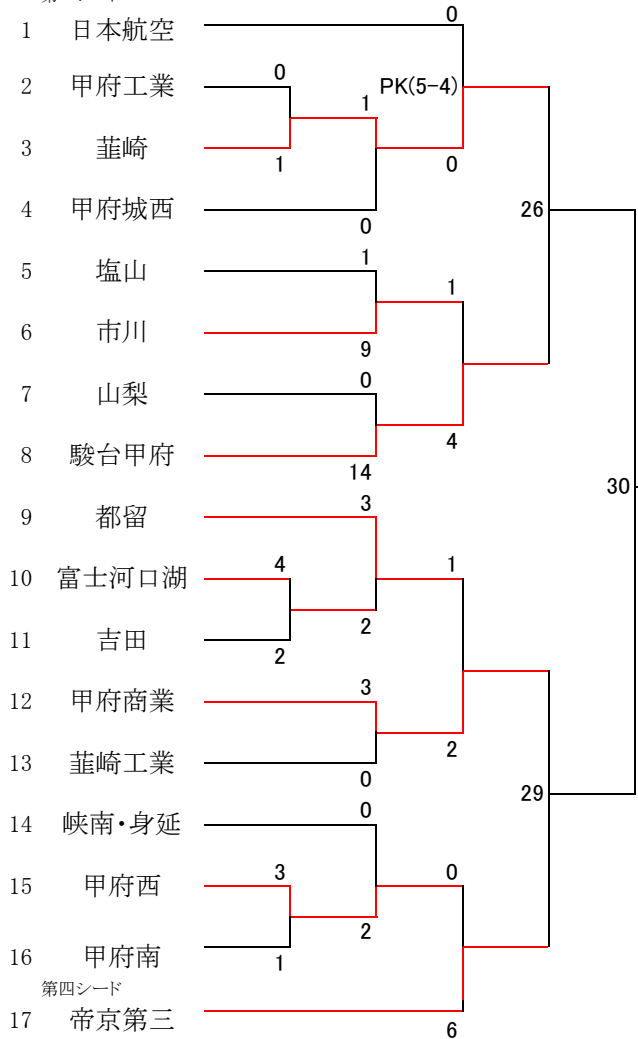 0
1 日本航空
0
2 甲府工業
PK(5-4)
1
3 韮崎
1
0
4 甲府城西
26
0
1
5 塩山
1
6 市川
9
0
7 山梨
4
8 駿台甲府
14
30
3
9 都留
4
1
10 富士河口湖
2
11 吉田
2
3
12 甲府商業
2
13 韮崎工業
0
29
0
14 峡南・身延
3
0
15 甲府西
2
16 甲府南
1
第四シード
17 帝京第三
6